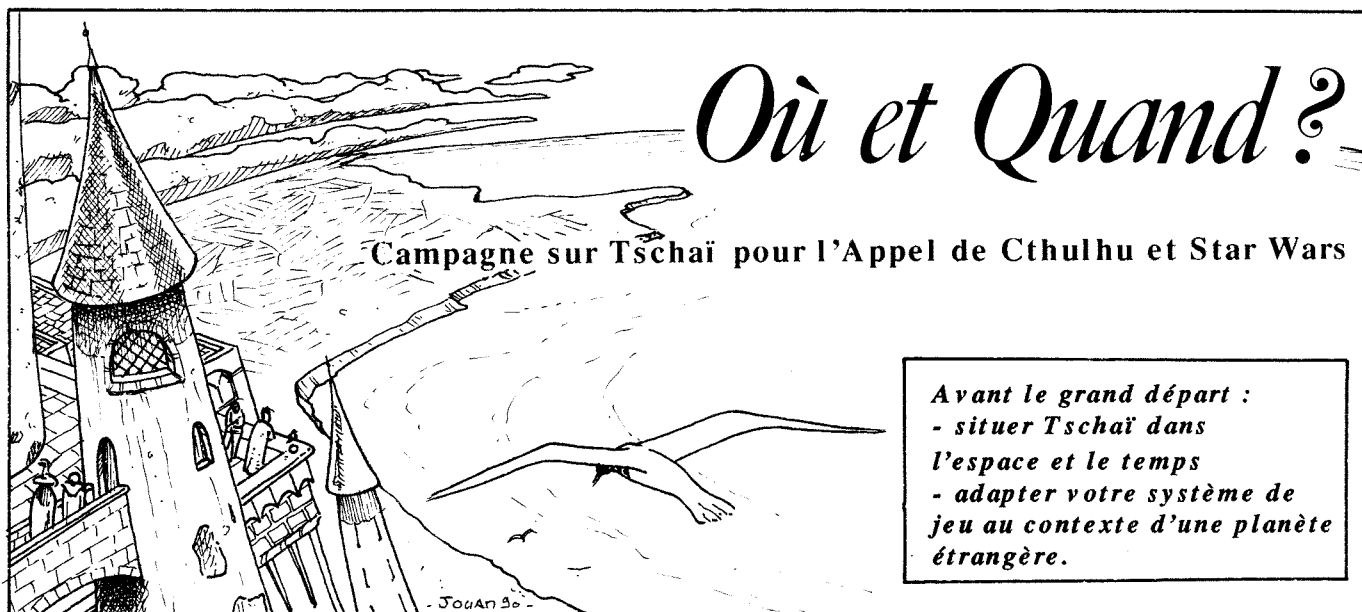 Où et Quand ?
Campagne sur Tschaï pour l'Appel de Cthulhu et Star Wars
Avant le grand départ :
- situer Tschaï dans
l'espace et le temps
- adapter votre système de
jeu au contexte d'une planète
étrangère.
- JOUAN 90 -